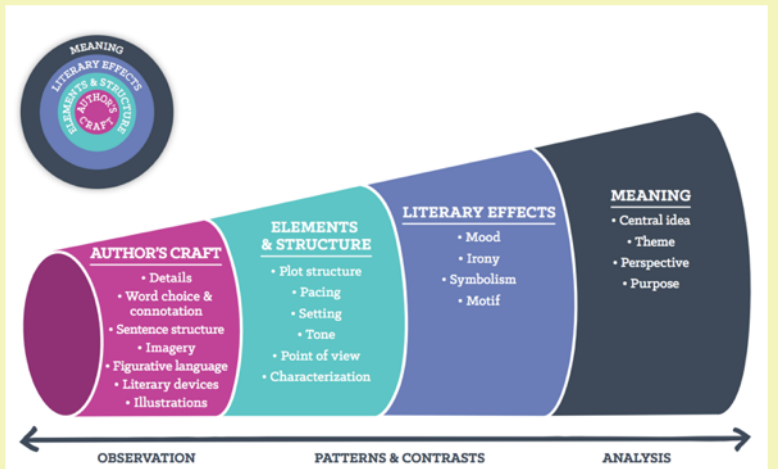 MEANING
LITERARY EFFECTS
ELEMENTS & STRUCTURE
AUTHOR'S
CRAFT
AUTHOR'S CRAFT
• Details
• Word choice &
connotation
• Sentence structure
• Imagery
• Figurative language
• Literary devices
• Illustrations
ELEMENTS
& STRUCTURE
• Plot structure
• Pacing
• Setting
• Tone
• Point of view
• Characterization
LITERARY EFFECTS
• Mood
• Irony
• Symbolism
• Motif
MEANING
• Central idea
• Theme
• Perspective
• Purpose
OBSERVATION
PATTERNS & CONTRASTS
ANALYSIS